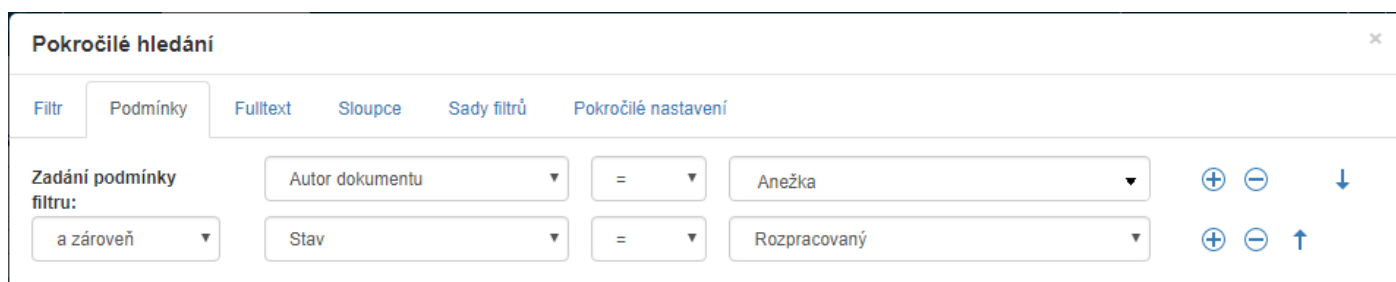 Pokročilé hledání ×
Filtr Podmínky Fulltext Sloupce Sady filtrů Pokročilé nastavení
Zadání podmínky filtru:
Autor dokumentu = Anežka
a zároveň Stav = Rozpracovaný